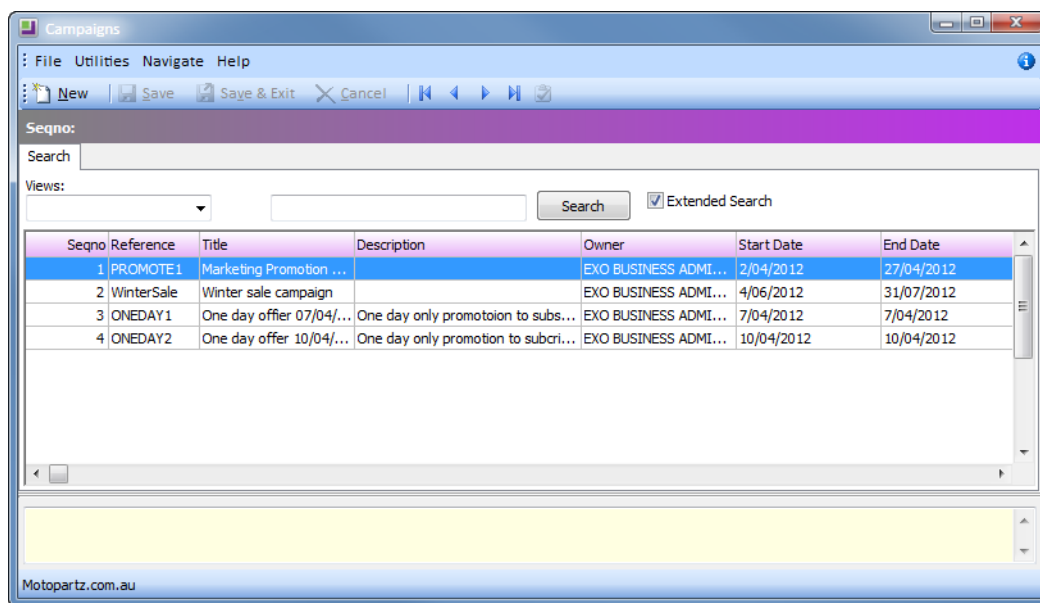 Campaigns
File Utilities Navigate Help
New Save Save & Exit Cancel
Seqno:
Search
Views:
Search Extended Search
Seqno Reference Title Description Owner Start Date End Date
1 PROMOTE1 Marketing Promotion ... EXO BUSINESS ADMI... 2/04/2012 27/04/2012
2 WinterSale Winter sale campaign EXO BUSINESS ADMI... 4/06/2012 31/07/2012
3 ONEDAY1 One day offier 07/04/... One day only promotoion to subs... EXO BUSINESS ADMI... 7/04/2012 7/04/2012
4 ONEDAY2 One day offer 10/04/... One day only promotion to subcri... EXO BUSINESS ADMI... 10/04/2012 10/04/2012
Motopartz.com.au